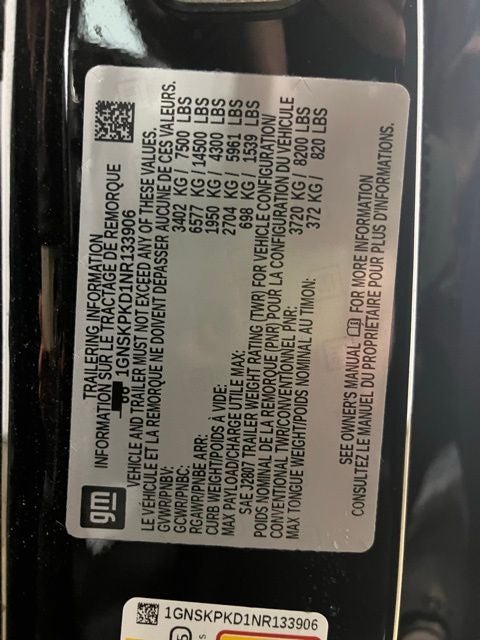 gm
TRAILERING INFORMATION
INFORMATION SUR LE TRACTAGE DE REMORQUE
1GNSKPKD1NR133906
VEHICLE AND TRAILER MUST NOT EXCEED ANY OF THESE VALUES.
LE VÉHICULE ET LA REMORQUE NE DOIVENT DÉPASSER AUCUNE DE CES VALEURS.
GVWR/PNBV: 3402 KG / 7500 LBS
GCWR/PNBC: 6577 KG / 14500 LBS
RGAWR/PNBE ARR: 1950 KG / 4300 LBS
CURB WEIGHT/POIDS À VIDE: 2704 KG / 5961 LBS
MAX PAYLOAD/CHARGE UTILE MAX: 698 KG / 1539 LBS
SAE J2807 TRAILER WEIGHT RATING (TWR) FOR VEHICLE CONFIGURATION/
POIDS NOMINAL DE LA REMORQUE (PNR) POUR LA CONFIGURATION DU VÉHICULE
CONVENTIONAL TWR/CONVENTIONNEL PNR: 3720 KG / 8200 LBS
MAX TONGUE WEIGHT/POIDS NOMINAL AU TIMON: 372 KG / 820 LBS
SEE OWNER'S MANUAL FOR MORE INFORMATION
CONSULTEZ LE MANUEL DU PROPRIÉTAIRE POUR PLUS D'INFORMATIONS.
1GNSKPKD1NR133906